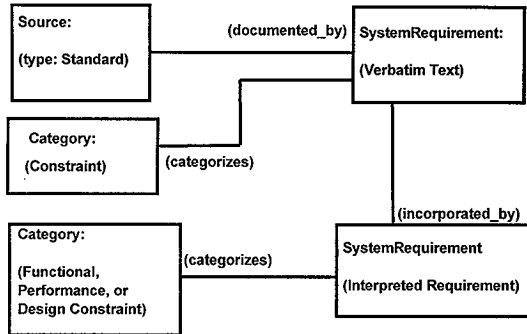 Source:
(type: Standard)
(documented_by)
SystemRequirement:
(Verbatim Text)
Category:
(Constraint)
(categorizes)
(incorporated_by)
Category:
(Functional,
Performance, or
Design Constraint)
(categorizes)
SystemRequirement
(Interpreted Requirement)